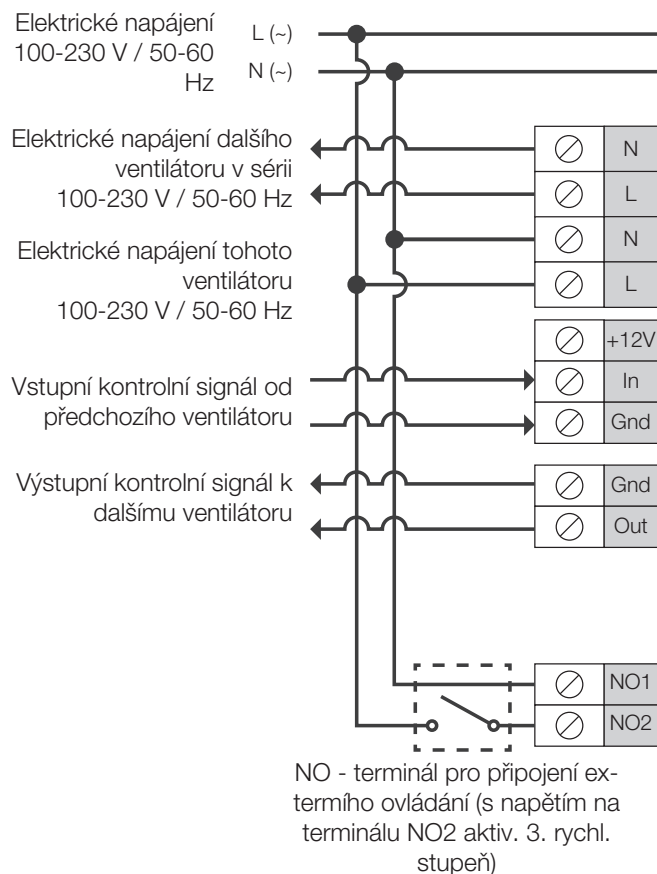 Elektrické napájení
100-230 V / 50-60
Hz
L (~)
N (~)
Elektrické napájení dalšího
ventilátoru v sérii
100-230 V / 50-60 Hz
N
L
Elektrické napájení tohoto
ventilátoru
100-230 V / 50-60 Hz
N
L
+12V
Vstupní kontrolní signál od
předchozího ventilátoru
In
Gnd
Výstupní kontrolní signál k
dalšímu ventilátoru
Gnd
Out
NO1
NO2
NO - terminál pro připojení ex-
termího ovládání (s napětím na
terminálu NO2 aktiv. 3. rychl.
stupeň)